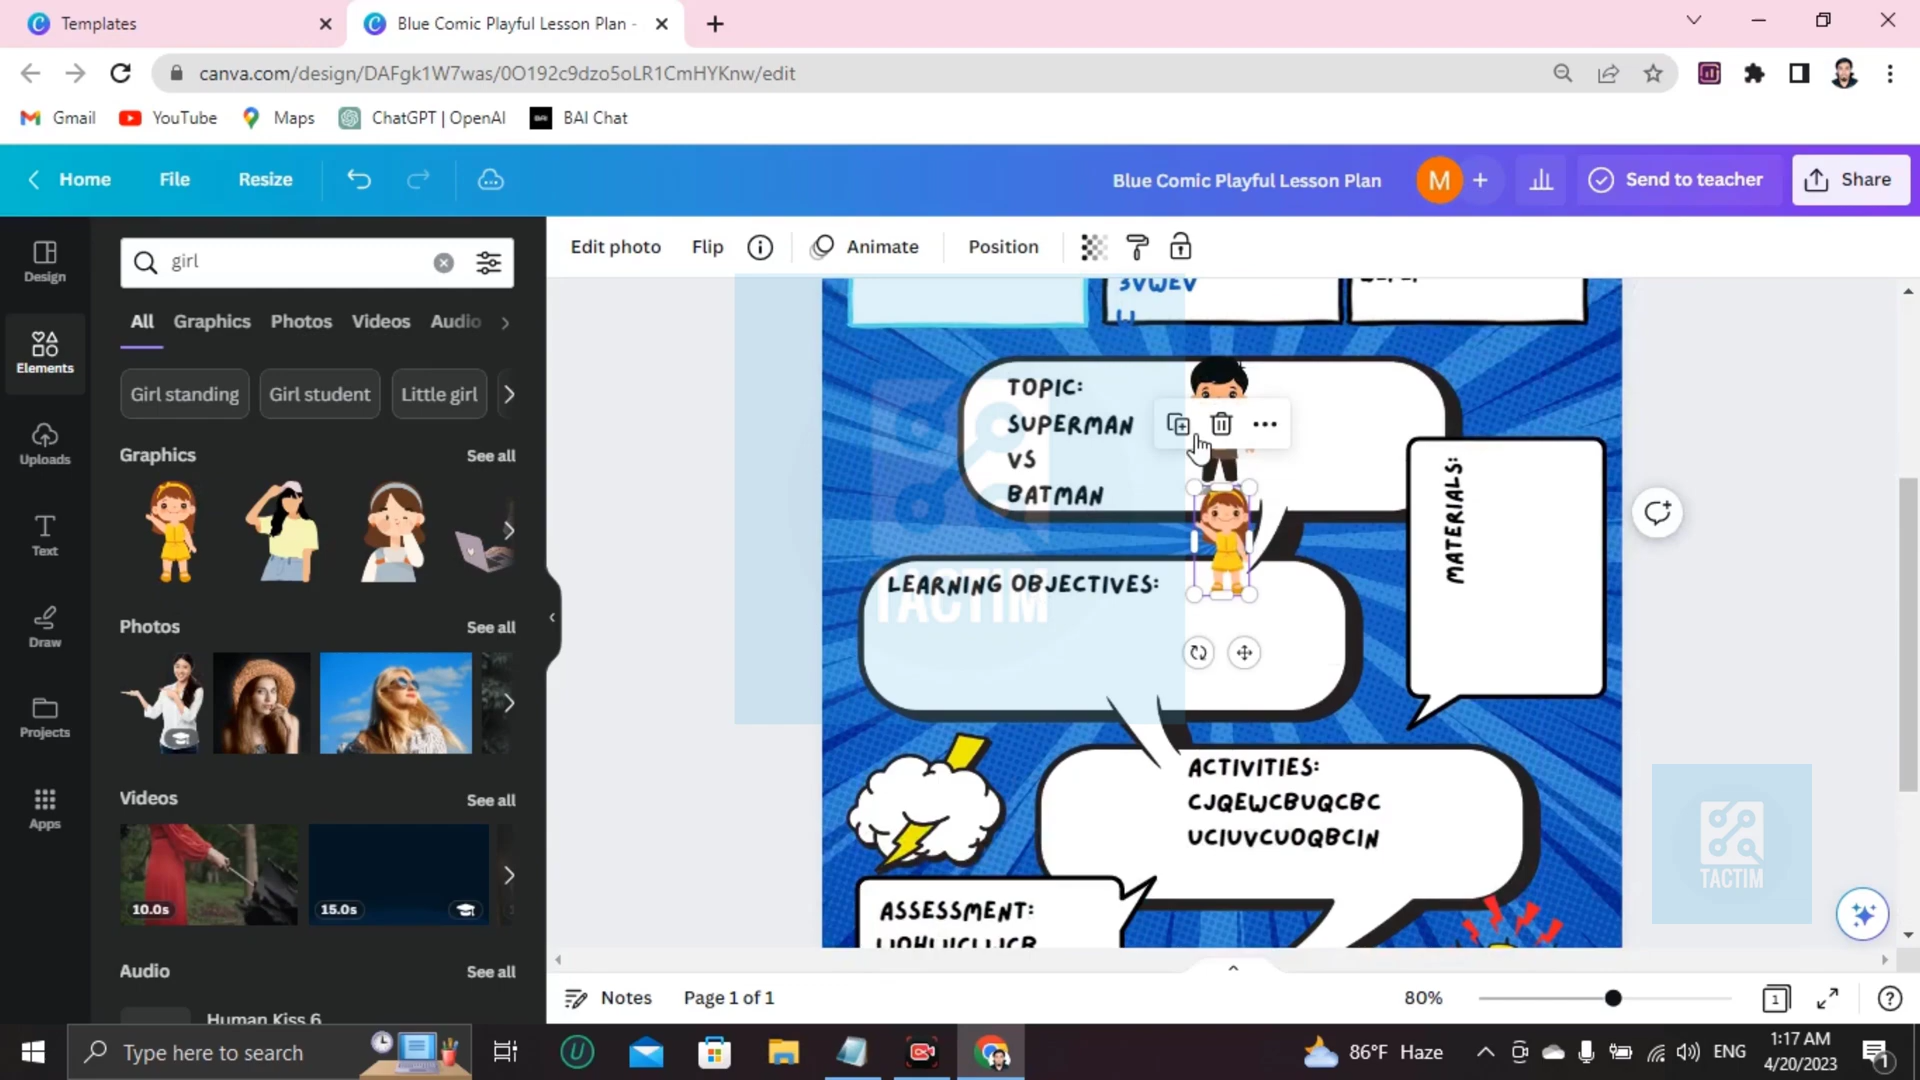 Templates
Blue Comic Playful Lesson Plan -
canva.com/design/DAFgk1W7was/0O192c9dzo5oLR1CmHYKnw/edit
Gmail
YouTube
Maps
ChatGPT | OpenAI
BAI Chat
Home
File
Resize
Blue Comic Playful Lesson Plan
M
Send to teacher
Share
Design
Elements
Uploads
Text
Draw
Projects
Apps
girl
All
Graphics
Photos
Videos
Audio
Girl standing
Girl student
Little girl
Graphics
See all
Photos
See all
Videos
See all
10.0s
15.0s
Audio
See all
Human Kiss 6
Edit photo
Flip
Animate
Position
3VWEV
W
TOPIC:
SUPERMAN
VS
BATMAN
MATERIALS:
LEARNING OBJECTIVES:
TACTIM
ACTIVITIES:
CJQEWCBUQCBC
UCIUVCUOQBCIN
ASSESSMENT:
TACTIM
Notes
Page 1 of 1
80%
1
Type here to search
86°F Haze
ENG
1:17 AM
4/20/2023
1